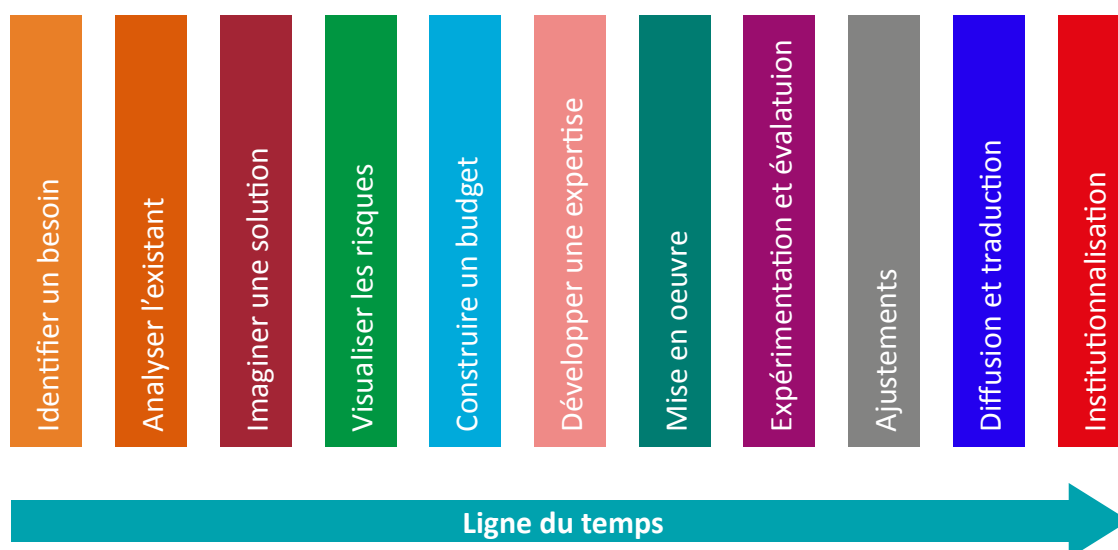 Identifier un besoin
Analyser l’existant
Imaginer une solution
Visualiser les risques
Construire un budget
Développer une expertise
Mise en oeuvre
Expérimentation et évalatuion
Ajustements
Diffusion et traduction
Institutionnalisation
Ligne du temps